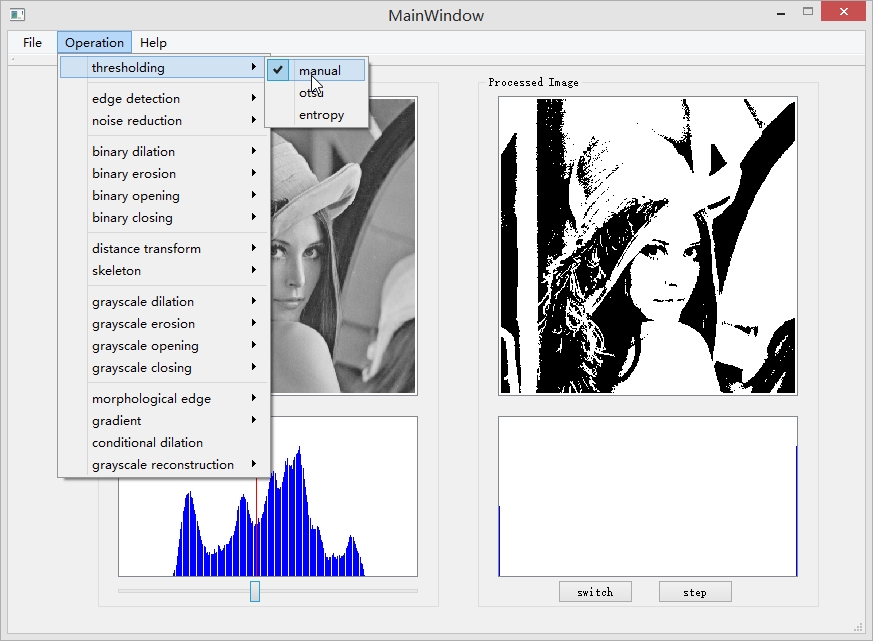 MainWindow
File Operation Help
thresholding
edge detection
noise reduction
binary dilation
binary erosion
binary opening
binary closing
distance transform
skeleton
grayscale dilation
grayscale erosion
grayscale opening
grayscale closing
morphological edge
gradient
conditional dilation
grayscale reconstruction
manual
otsu
entropy
Processed Image
switch
step